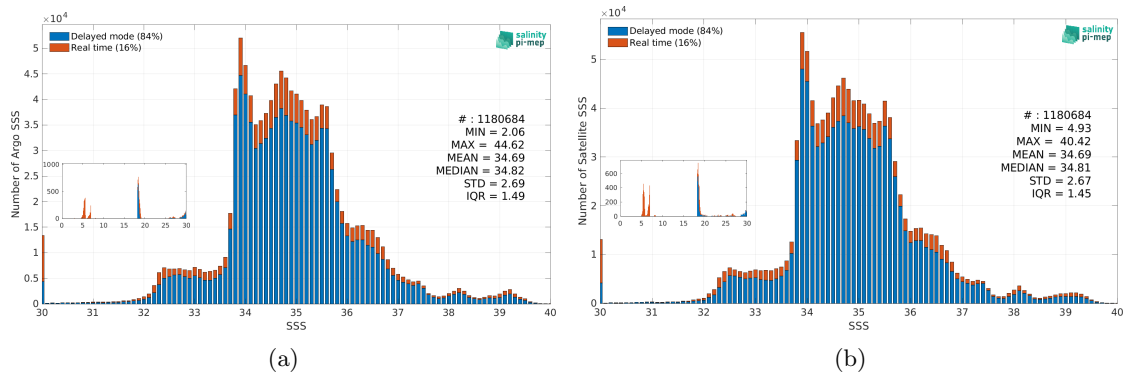 ×10⁴
Delayed mode (84%)
Real time (16%)
salinity
pi-mep
# : 1180684
MIN = 2.06
MAX = 44.62
MEAN = 34.69
MEDIAN = 34.82
STD = 2.69
IQR = 1.49
Number of Argo SSS
5
4.5
4
3.5
3
2.5
2
1.5
1
0.5
0
1000
500
0
0 5 10 15 20 25 30
30 31 32 33 34 35 36 37 38 39 40
SSS
(a)
×10⁴
Delayed mode (84%)
Real time (16%)
salinity
pi-mep
# : 1180684
MIN = 4.93
MAX = 40.42
MEAN = 34.69
MEDIAN = 34.81
STD = 2.67
IQR = 1.45
Number of Satellite SSS
5
4
3
2
1
0
600
400
200
0
0 5 10 15 20 25 30
30 31 32 33 34 35 36 37 38 39 40
SSS
(b)